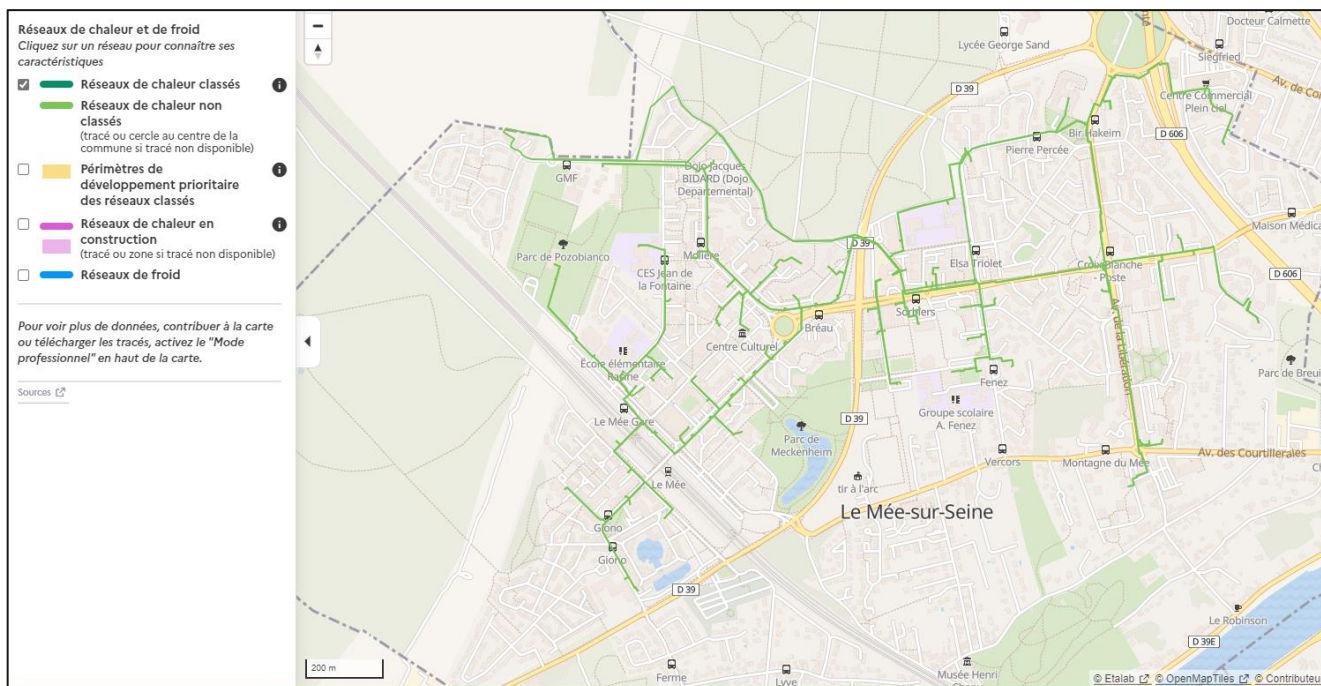 Réseaux de chaleur et de froid
Cliquez sur un réseau pour connaître ses
caractéristiques
Réseaux de chaleur classés
Réseaux de chaleur non
classés
(tracé ou cercle au centre de la
commune si tracé non disponible)
Périmètres de
développement prioritaire
des réseaux classés
Réseaux de chaleur en
construction
(tracé ou zone si tracé non disponible)
Réseaux de froid
Pour voir plus de données, contribuer à la carte
ou télécharger les tracés, activez le "Mode
professionnel" en haut de la carte.
Sources
Docteur Calmette
Lycée George Sand
Siegfried
D 39
Centre Commercial
Plein ciel
Bir Hakeim
D 606
Pierre Percée
GMF
Dojo Jacques
BIDARD (Dojo
Departemental)
Maison Médica
Molière
D 39
Parc de Pozobianco
CES Jean de
la Fontaine
Elsa Triolet
Croix Blanche
- Poste
D 606
Sorbiers
Bréau
Centre Culturel
Av. de la Libération
École élémentaire
Racine
Fenez
Parc de Breui
Le Mée Gare
Groupe scolaire
A. Fenez
D 39
Parc de
Meckenheim
Vercors
Montagne du Mée
Av. des Courtilleraies
Le Mée
tir à l'arc
Le Mée-sur-Seine
Giono
Giono
D 39
Le Robinson
D 39E
200 m
Ferme
Lyve
Musée Henri
© Etalab © OpenMapTiles © Contributeu